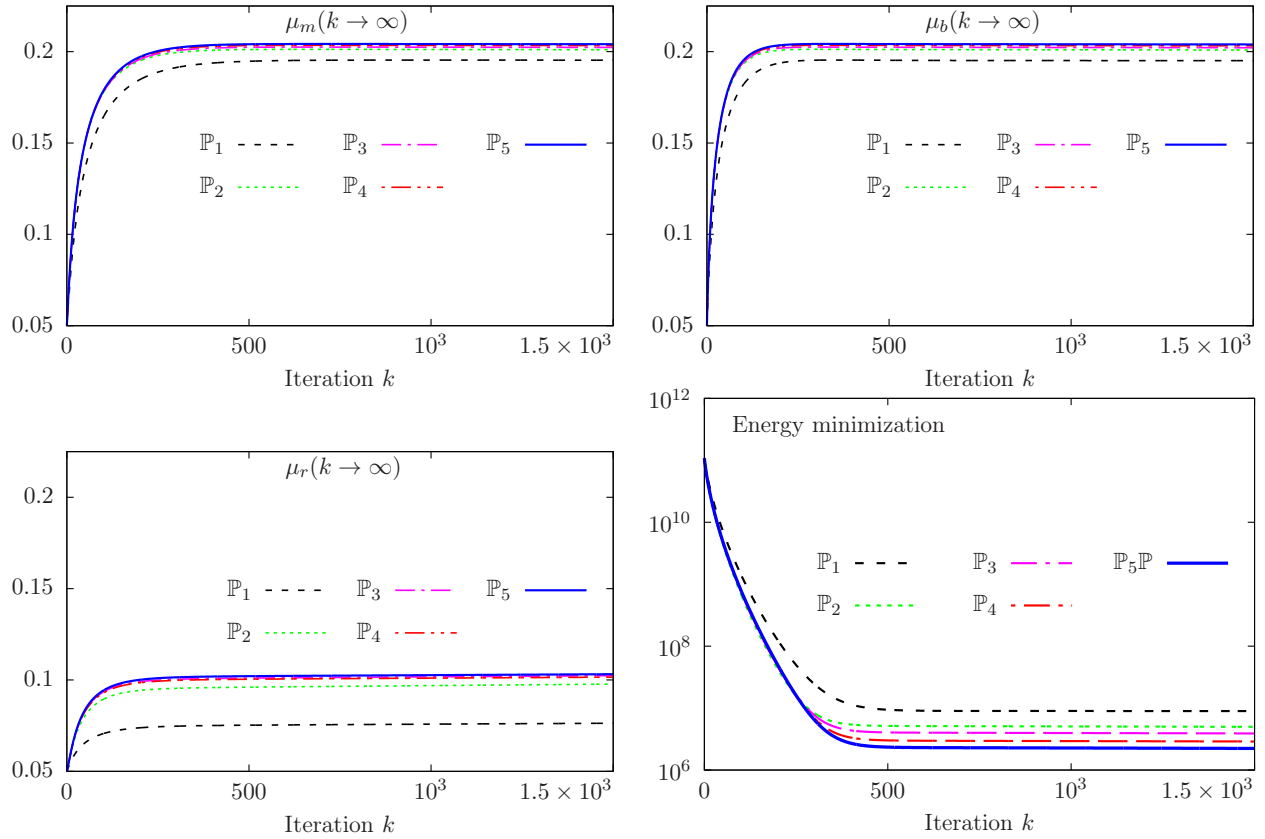 μ_m(k → ∞)
0.2
0.15
0.1
0.05
ℙ₁ ℙ₃ ℙ₅
ℙ₂ ℙ₄
0 500 10³ 1.5 × 10³
Iteration k
μ_b(k → ∞)
0.2
0.15
0.1
0.05
ℙ₁ ℙ₃ ℙ₅
ℙ₂ ℙ₄
0 500 10³ 1.5 × 10³
Iteration k
μ_r(k → ∞)
0.2
0.15
0.1
0.05
ℙ₁ ℙ₃ ℙ₅
ℙ₂ ℙ₄
0 500 10³ 1.5 × 10³
Iteration k
Energy minimization
10¹²
10¹⁰
10⁸
10⁶
ℙ₁ ℙ₃ ℙ₅ℙ
ℙ₂ ℙ₄
0 500 10³ 1.5 × 10³
Iteration k